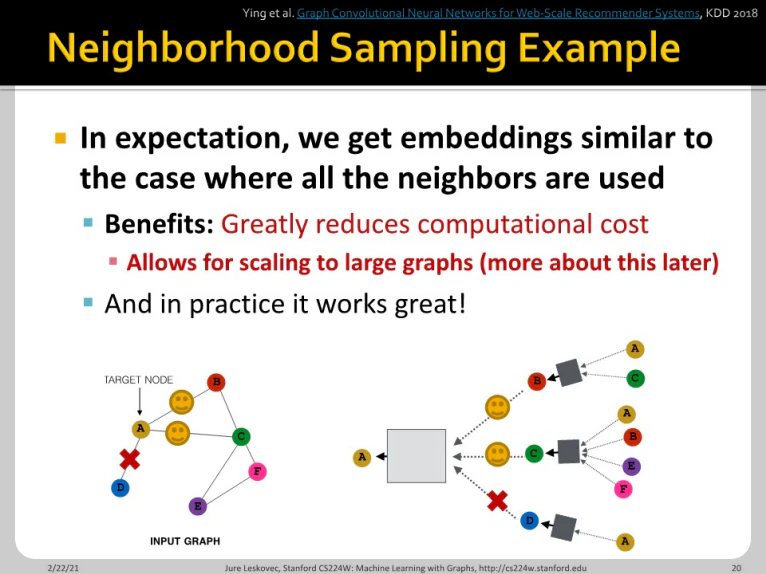 Ying et al. Graph Convolutional Neural Networks for Web-Scale Recommender Systems, KDD 2018
Neighborhood Sampling Example
In expectation, we get embeddings similar to
the case where all the neighbors are used
Benefits: Greatly reduces computational cost
Allows for scaling to large graphs (more about this later)
And in practice it works great!
TARGET NODE
B
A
C
F
D
E
INPUT GRAPH
A
B
C
A
C
A
B
E
F
D
A
2/22/21
Jure Leskovec, Stanford CS224W: Machine Learning with Graphs, http://cs224w.stanford.edu
20